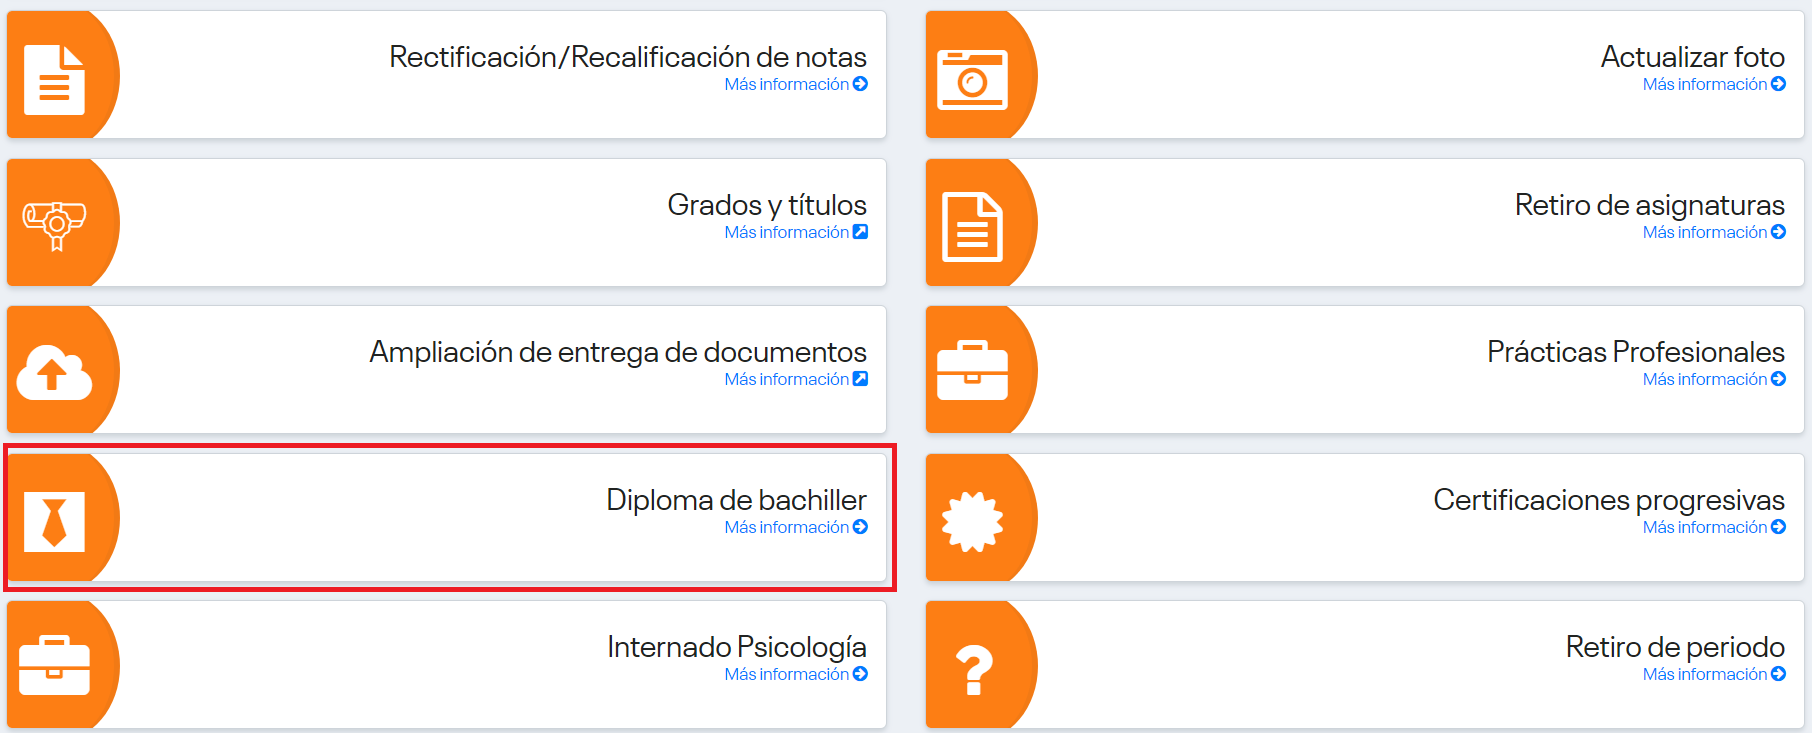 Rectificación/Recalificación de notas
Más información
Actualizar foto
Más información
Grados y títulos
Más información
Retiro de asignaturas
Más información
Ampliación de entrega de documentos
Más información
Prácticas Profesionales
Más información
Diploma de bachiller
Más información
Certificaciones progresivas
Más información
Internado Psicología
Más información
Retiro de periodo
Más información